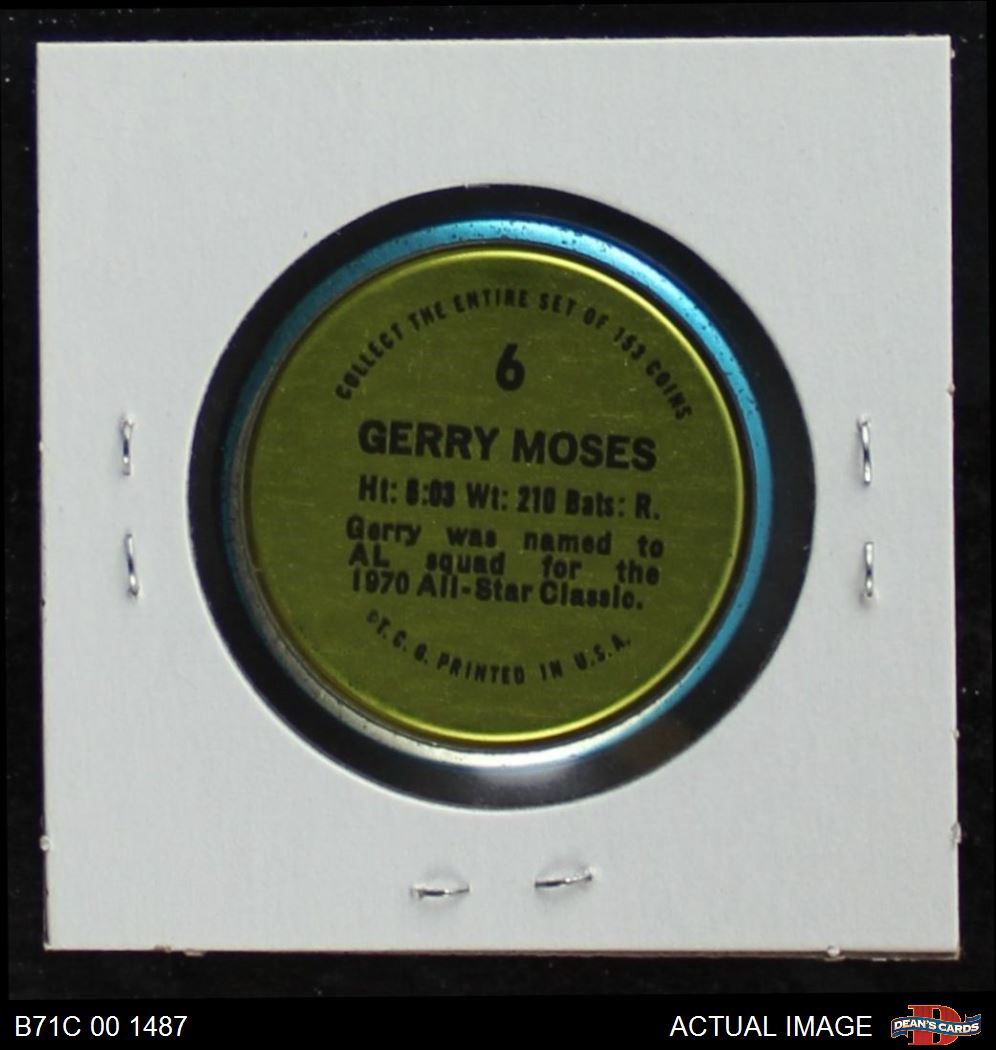 COLLECT THE ENTIRE SET OF 153 COINS
6
GERRY MOSES
Ht: 6:03 Wt: 210 Bats: R.
Gerry was named to
AL squad for the
1970 All-Star Classic.
©T. C. G. PRINTED IN U.S.A.
B71C 00 1487
ACTUAL IMAGE
DEAN'S CARDS